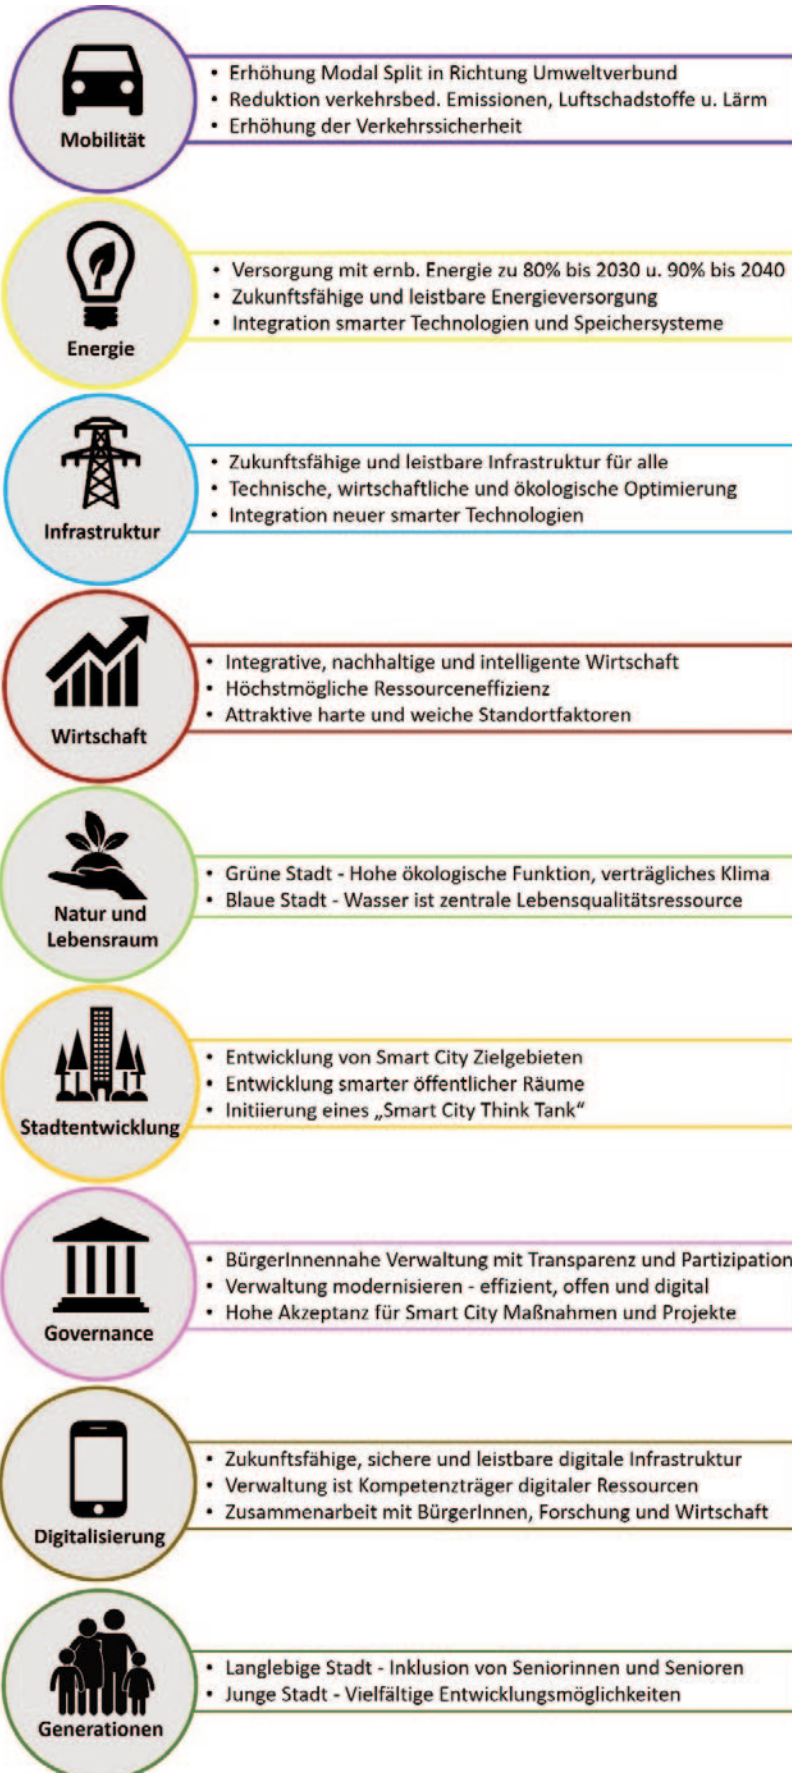 Mobilität
• Erhöhung Modal Split in Richtung Umweltverbund
• Reduktion verkehrsbed. Emissionen, Luftschadstoffe u. Lärm
• Erhöhung der Verkehrssicherheit
Energie
• Versorgung mit ernb. Energie zu 80% bis 2030 u. 90% bis 2040
• Zukunftsfähige und leistbare Energieversorgung
• Integration smarter Technologien und Speichersysteme
Infrastruktur
• Zukunftsfähige und leistbare Infrastruktur für alle
• Technische, wirtschaftliche und ökologische Optimierung
• Integration neuer smarter Technologien
Wirtschaft
• Integrative, nachhaltige und intelligente Wirtschaft
• Höchstmögliche Ressourceneffizienz
• Attraktive harte und weiche Standortfaktoren
Natur und
Lebensraum
• Grüne Stadt - Hohe ökologische Funktion, verträgliches Klima
• Blaue Stadt - Wasser ist zentrale Lebensqualitätsressource
Stadtentwicklung
• Entwicklung von Smart City Zielgebieten
• Entwicklung smarter öffentlicher Räume
• Initiierung eines „Smart City Think Tank“
Governance
• BürgerInnennahe Verwaltung mit Transparenz und Partizipation
• Verwaltung modernisieren - effizient, offen und digital
• Hohe Akzeptanz für Smart City Maßnahmen und Projekte
Digitalisierung
• Zukunftsfähige, sichere und leistbare digitale Infrastruktur
• Verwaltung ist Kompetenzträger digitaler Ressourcen
• Zusammenarbeit mit BürgerInnen, Forschung und Wirtschaft
Generationen
• Langlebige Stadt - Inklusion von Seniorinnen und Senioren
• Junge Stadt - Vielfältige Entwicklungsmöglichkeiten